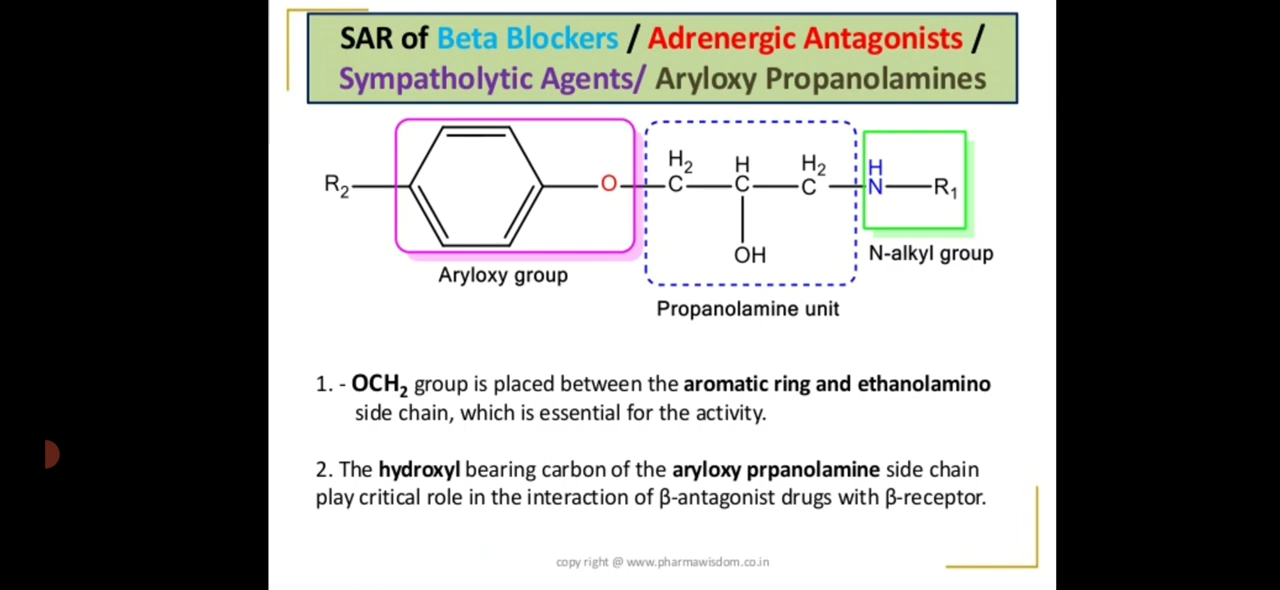 SAR of Beta Blockers / Adrenergic Antagonists /
Sympatholytic Agents/ Aryloxy Propanolamines
R₂
O
H₂
C
H
C
OH
H₂
C
H
N
R₁
Aryloxy group
N-alkyl group
Propanolamine unit
1. - OCH₂ group is placed between the aromatic ring and ethanolamino
side chain, which is essential for the activity.
2. The hydroxyl bearing carbon of the aryloxy prpanolamine side chain
play critical role in the interaction of β-antagonist drugs with β-receptor.
copy right @ www.pharmawisdom.co.in